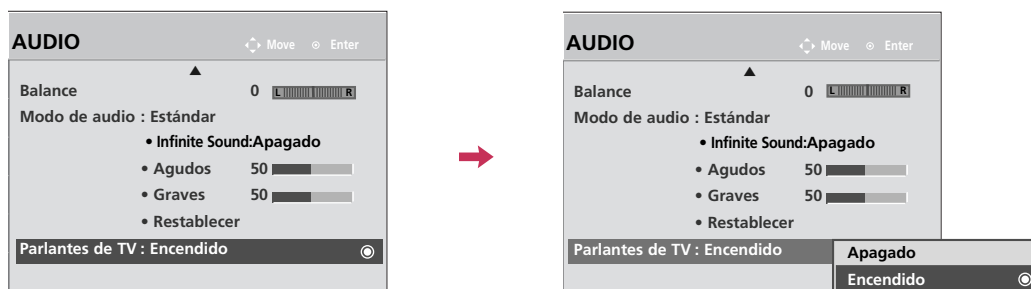 AUDIO Move Enter
Balance 0 L R
Modo de audio : Estándar
• Infinite Sound:Apagado
• Agudos 50
• Graves 50
• Restablecer
Parlantes de TV : Encendido
AUDIO Move Enter
Balance 0 L R
Modo de audio : Estándar
• Infinite Sound:Apagado
• Agudos 50
• Graves 50
• Restablecer
Parlantes de TV : Encendido
Apagado
Encendido